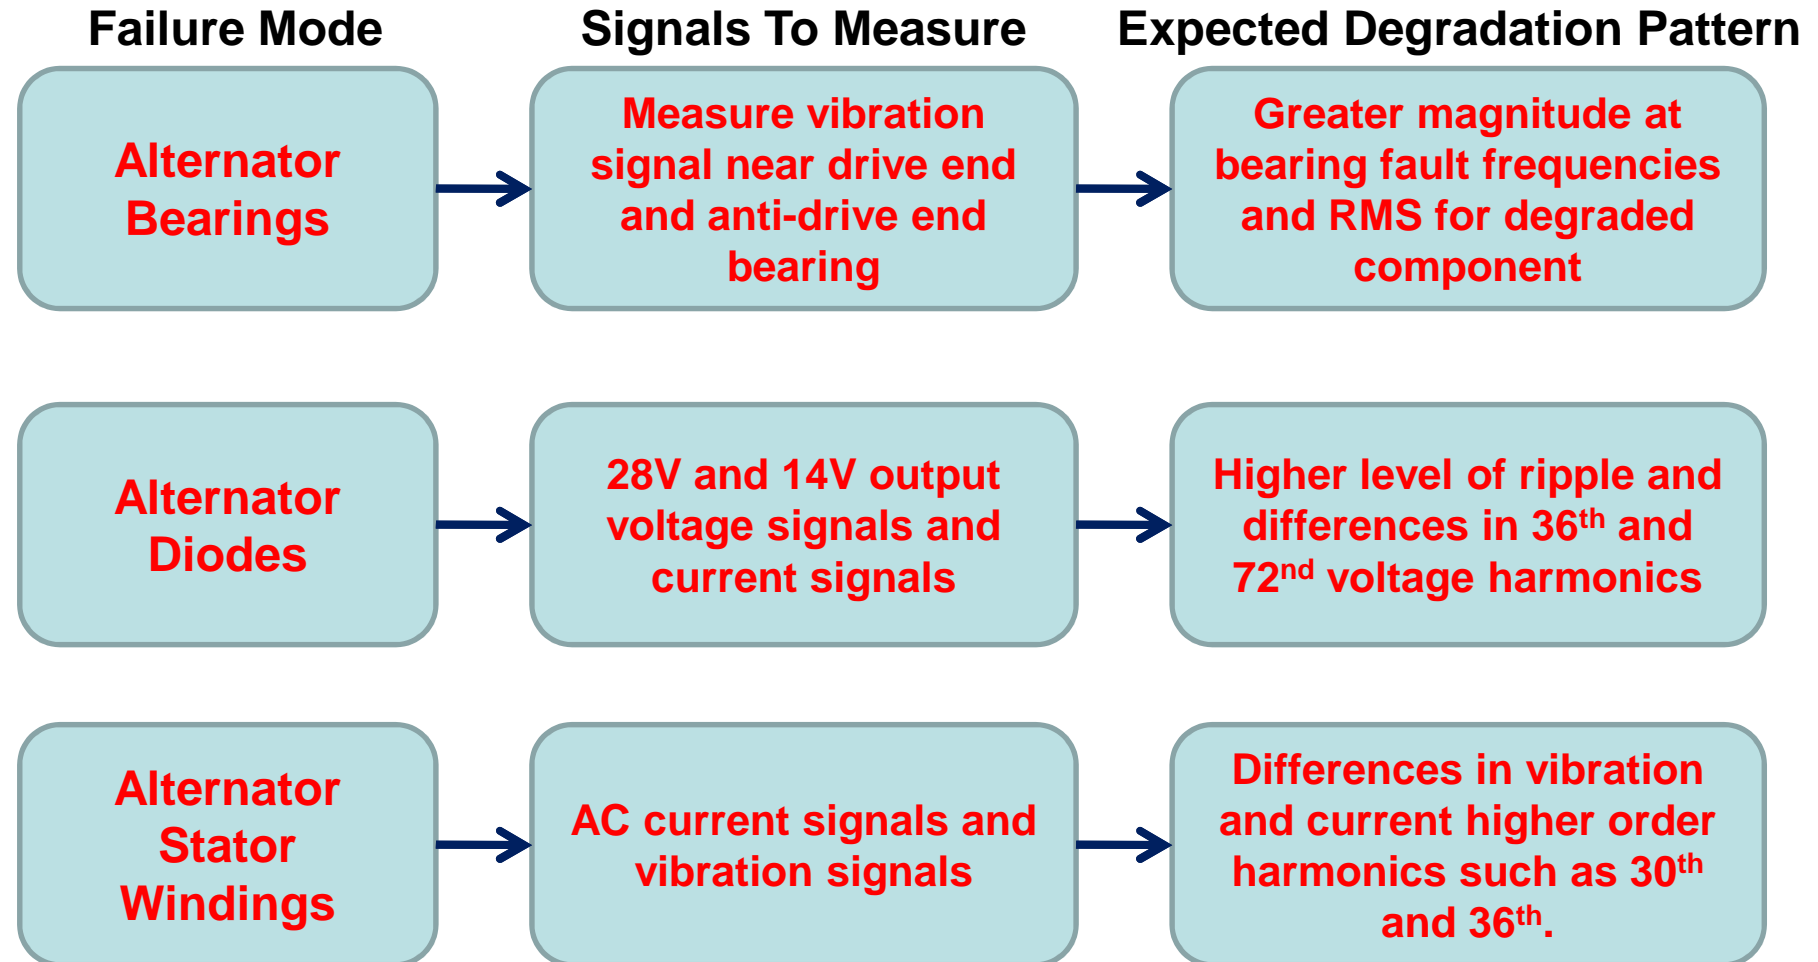 Failure Mode
Signals To Measure
Expected Degradation Pattern
Alternator
Bearings
Measure vibration
signal near drive end
and anti-drive end
bearing
Greater magnitude at
bearing fault frequencies
and RMS for degraded
component
Alternator
Diodes
28V and 14V output
voltage signals and
current signals
Higher level of ripple and
differences in 36th and
72nd voltage harmonics
Alternator
Stator
Windings
AC current signals and
vibration signals
Differences in vibration
and current higher order
harmonics such as 30th
and 36th.